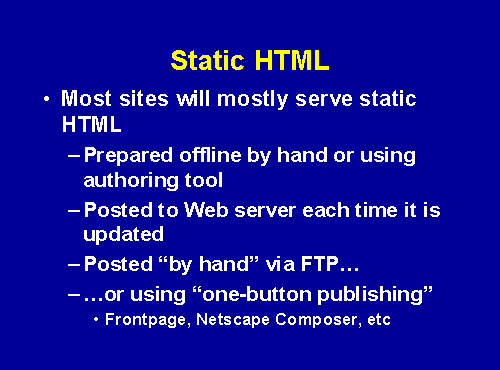 Static HTML
• Most sites will mostly serve static
HTML
– Prepared offline by hand or using
authoring tool
– Posted to Web server each time it is
updated
– Posted “by hand” via FTP…
– …or using “one-button publishing”
• Frontpage, Netscape Composer, etc